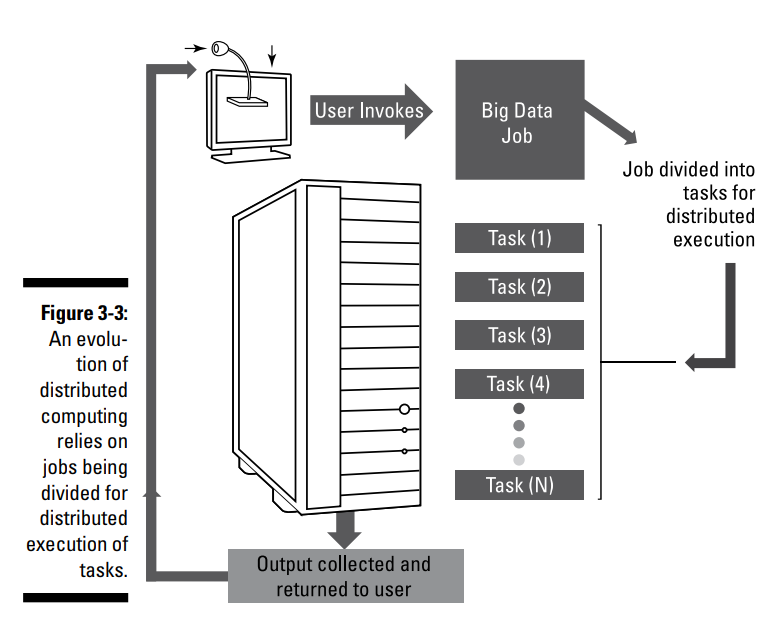 User Invokes
Big Data
Job
Job divided into
tasks for
distributed
execution
Task (1)
Task (2)
Task (3)
Task (4)
Task (N)
Output collected and
returned to user
Figure 3-3:
An evolu-
tion of
distributed
computing
relies on
jobs being
divided for
distributed
execution of
tasks.